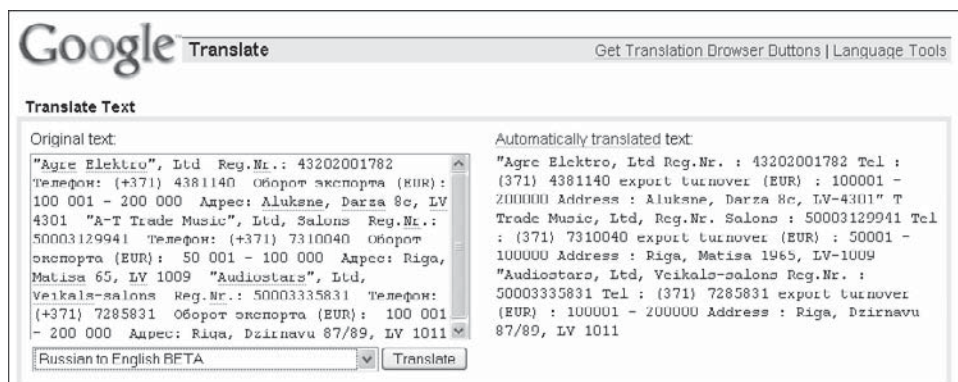 Google Translate
Get Translation Browser Buttons | Language Tools
Translate Text
Original text:
"Agre Elektro", Ltd Reg.Nr.: 43202001782
Телефон: (+371) 4381140 Оборот экспорта (EUR):
100 001 - 200 000 Адрес: Aluksne, Darza 8c, LV
4301 "A-T Trade Music", Ltd, Salons Reg.Nr.:
50003129941 Телефон: (+371) 7310040 Оборот
экспорта (EUR): 50 001 - 100 000 Адрес: Riga,
Matisa 65, LV 1009 "Audiostars", Ltd,
Veikals-salons Reg.Nr.: 50003335831 Телефон:
(+371) 7285831 Оборот экспорта (EUR): 100 001
- 200 000 Адрес: Riga, Dzirnavu 87/89, LV 1011
Russian to English BETA
Translate
Automatically translated text:
"Agre Elektro, Ltd Reg.Nr. : 43202001782 Tel :
(371) 4381140 export turnover (EUR) : 100001 -
200000 Address : Aluksne, Darza 8c, LV-4301" T
Trade Music, Ltd, Reg.Nr. Salons : 50003129941 Tel
: (371) 7310040 export turnover (EUR) : 50001 -
100000 Address : Riga, Matisa 1965, LV-1009
"Audiostars, Ltd, Veikals-salons Reg.Nr. :
50003335831 Tel : (371) 7285831 export turnover
(EUR) : 100001 - 200000 Address : Riga, Dzirnavu
87/89, LV 1011